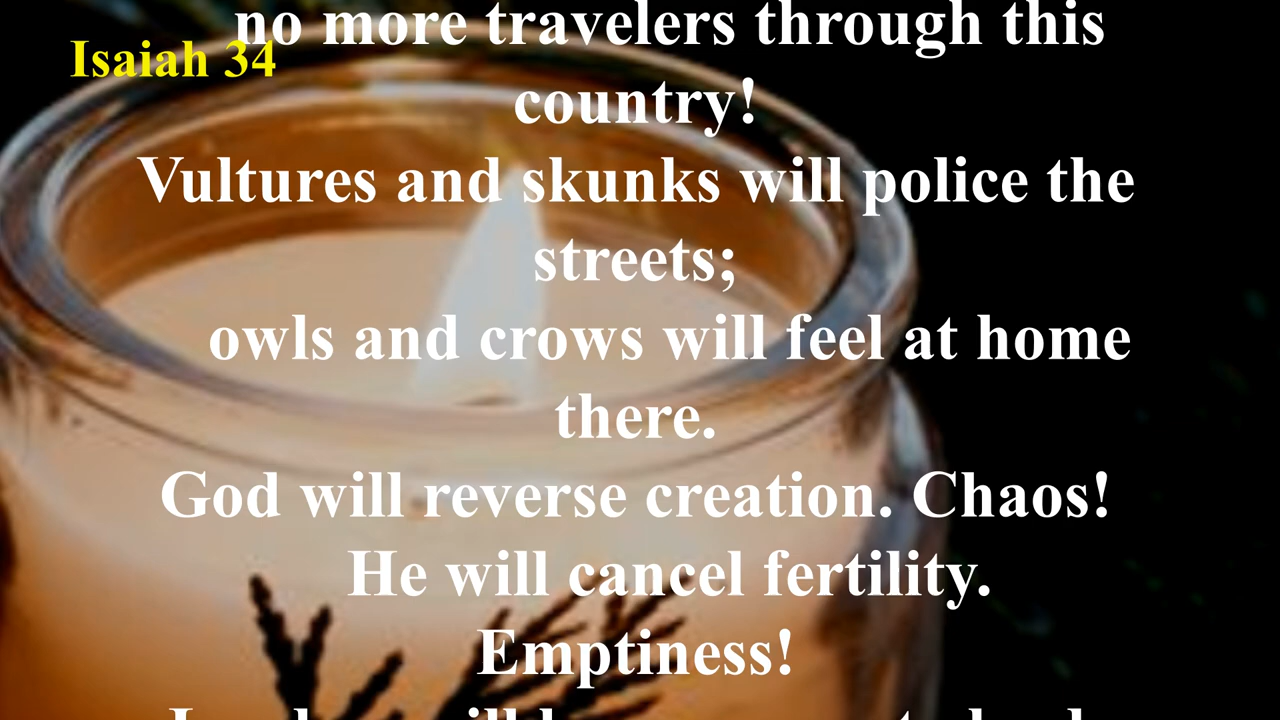 no more travelers through this
Isaiah 34
country!
Vultures and skunks will police the
streets;
owls and crows will feel at home
there.
God will reverse creation. Chaos!
He will cancel fertility.
Emptiness!